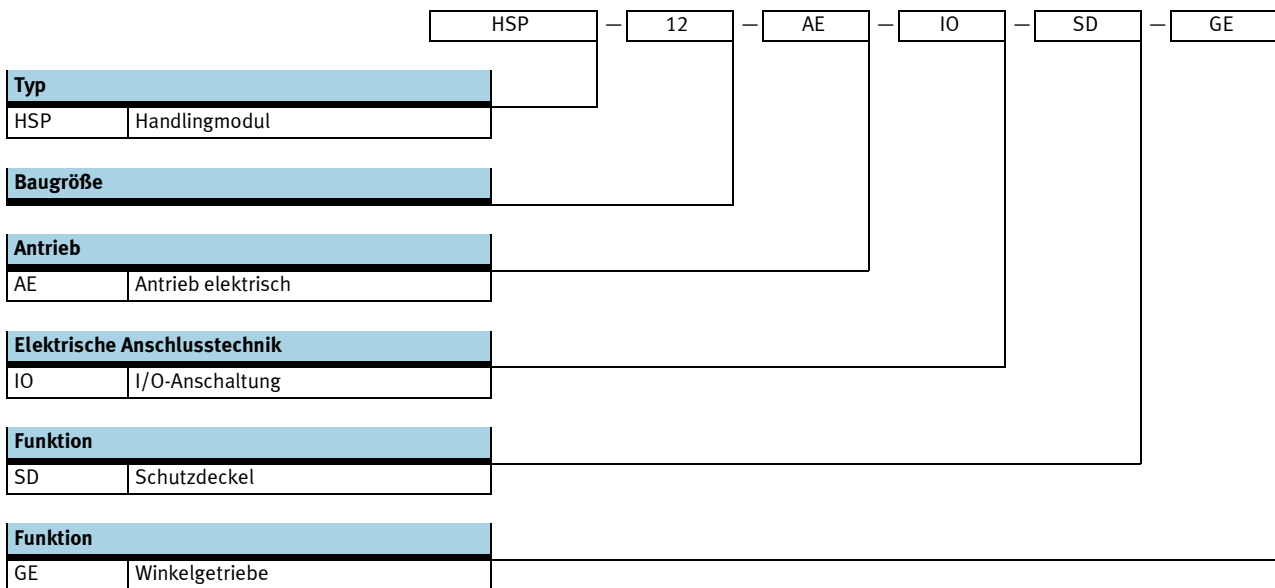 HSP — 12 — AE — IO — SD — GE
Typ
HSP Handlingmodul
Baugröße
Antrieb
AE Antrieb elektrisch
Elektrische Anschlusstechnik
IO I/O-Anschaltung
Funktion
SD Schutzdeckel
Funktion
GE Winkelgetriebe